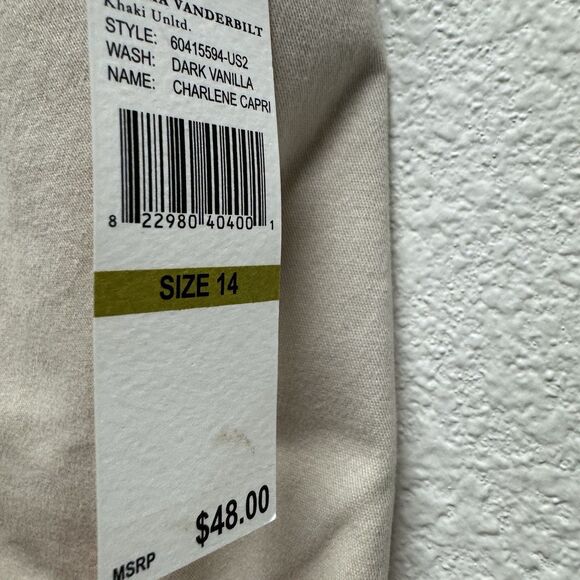 VANDERBILT
Khaki Unltd.
STYLE: 60415594-US2
WASH: DARK VANILLA
NAME: CHARLENE CAPRI
8 22980 40400 1
SIZE 14
$48.00
MSRP